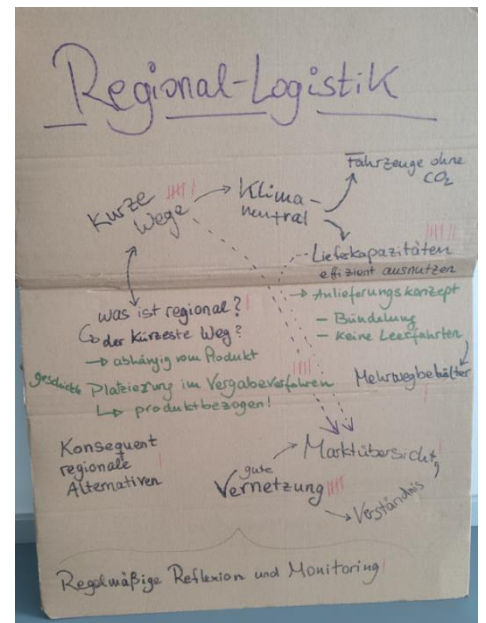 Regional-Logistik
Fahrzeuge ohne
CO₂
Klima-
neutral
Kurze
Wege
Lieferkapazitäten
effizient ausnutzen
→ Anlieferungskonzept
- Bündelung
- Keine Leerfahrten
Mehrwegbehälter
was ist regional?
↳ der kürzeste Weg?
→ abhängig vom Produkt
geschickte Platzierung im Vergabeverfahren
↳ produktbezogen!
Konsequent
regionale
Alternativen
Marktübersicht
gute
Vernetzung
Verständnis
Regelmäßige Reflexion und Monitoring